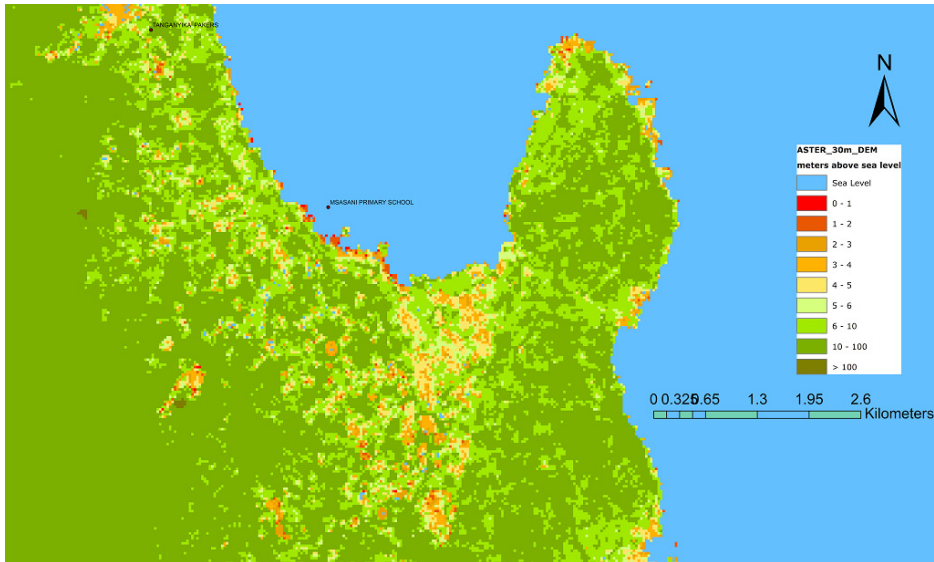 TANGANYIKA-PAKERS
MSASANI PRIMARY SCHOOL
N
ASTER_30m_DEM
meters above sea level
Sea Level
0 - 1
1 - 2
2 - 3
3 - 4
4 - 5
5 - 6
6 - 10
10 - 100
> 100
0 0.325 0.65 1.3 1.95 2.6
Kilometers